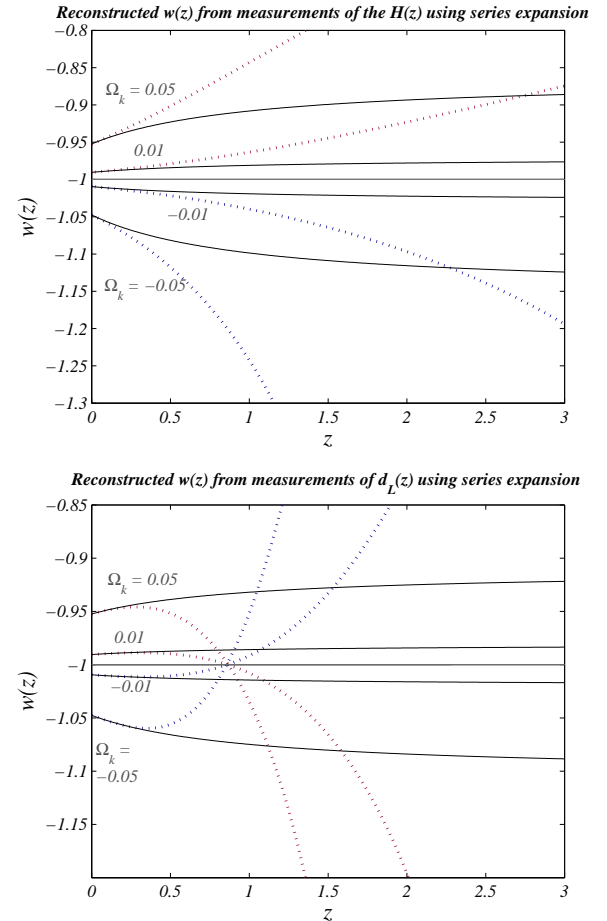 Reconstructed w(z) from measurements of the H(z) using series expansion
−0.8
−0.85
−0.9
−0.95
−1
−1.05
−1.1
−1.15
−1.2
−1.25
−1.3
w(z)
Ω_k = 0.05
0.01
−0.01
Ω_k = −0.05
0 0.5 1 1.5 2 2.5 3
z
Reconstructed w(z) from measurements of d_L(z) using series expansion
−0.85
−0.9
−0.95
−1
−1.05
−1.1
−1.15
w(z)
Ω_k = 0.05
0.01
−0.01
Ω_k =
−0.05
0 0.5 1 1.5 2 2.5 3
z